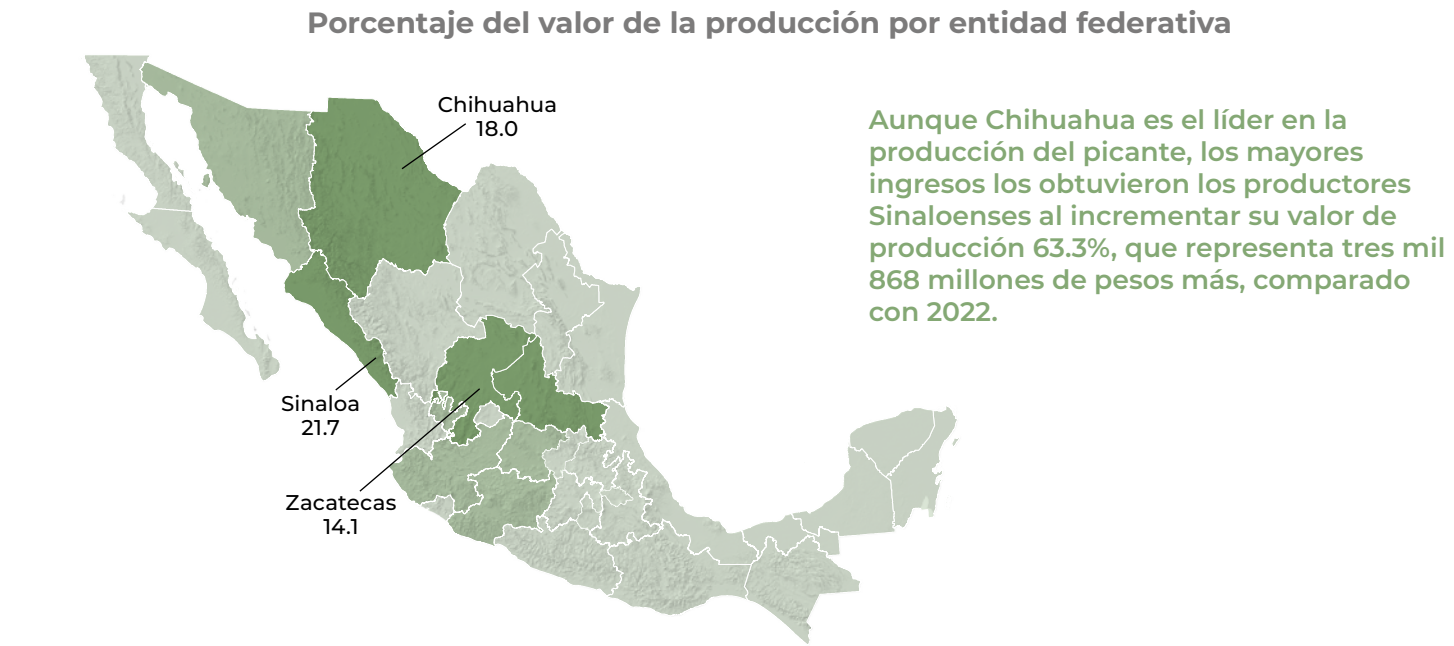 Porcentaje del valor de la producción por entidad federativa
Chihuahua
18.0
Aunque Chihuahua es el líder en la
producción del picante, los mayores
ingresos los obtuvieron los productores
Sinaloenses al incrementar su valor de
producción 63.3%, que representa tres mil
868 millones de pesos más, comparado
con 2022.
Sinaloa
21.7
Zacatecas
14.1